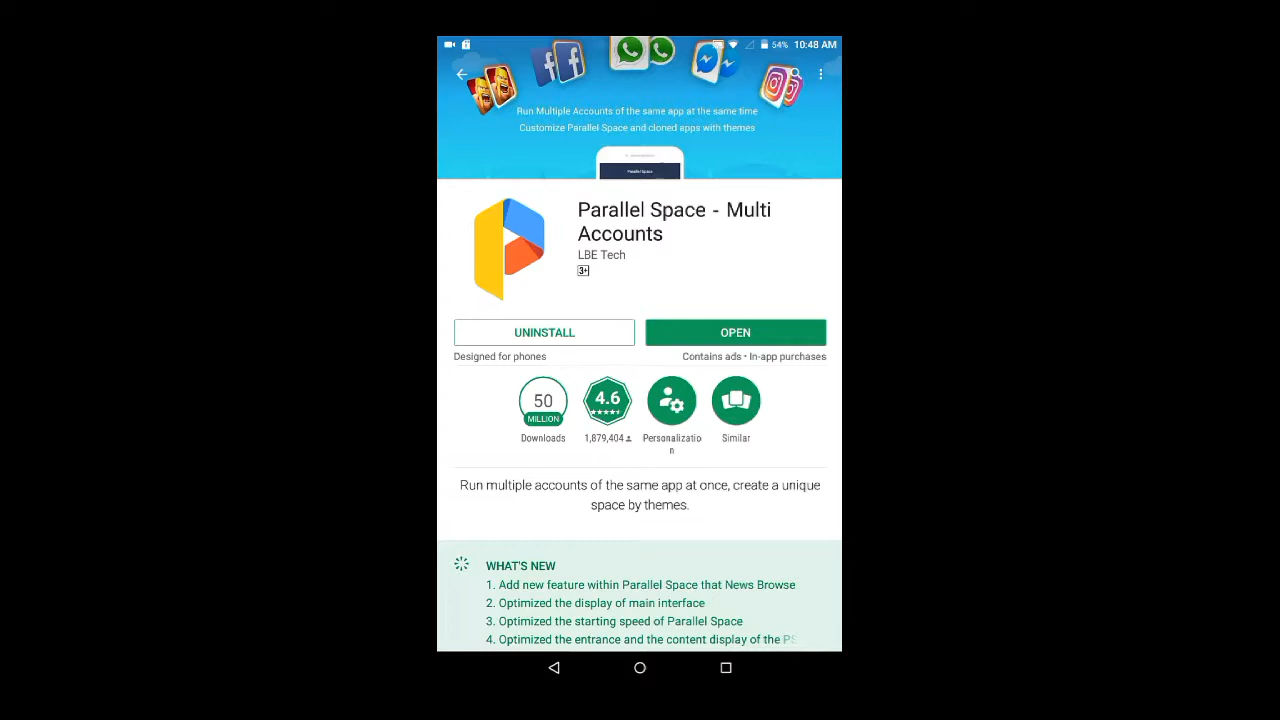 54% 10:48 AM
Run Multiple Accounts of the same app at the same time
Customize Parallel Space and cloned apps with themes
Parallel Space
Parallel Space - Multi
Accounts
LBE Tech
3+
UNINSTALL
OPEN
Designed for phones
Contains ads • In-app purchases
50
MILLION
Downloads
4.6
1,879,404
Personalizatio
n
Similar
Run multiple accounts of the same app at once, create a unique
space by themes.
WHAT'S NEW
1. Add new feature within Parallel Space that News Browse
2. Optimized the display of main interface
3. Optimized the starting speed of Parallel Space
4. Optimized the entrance and the content display of the PS